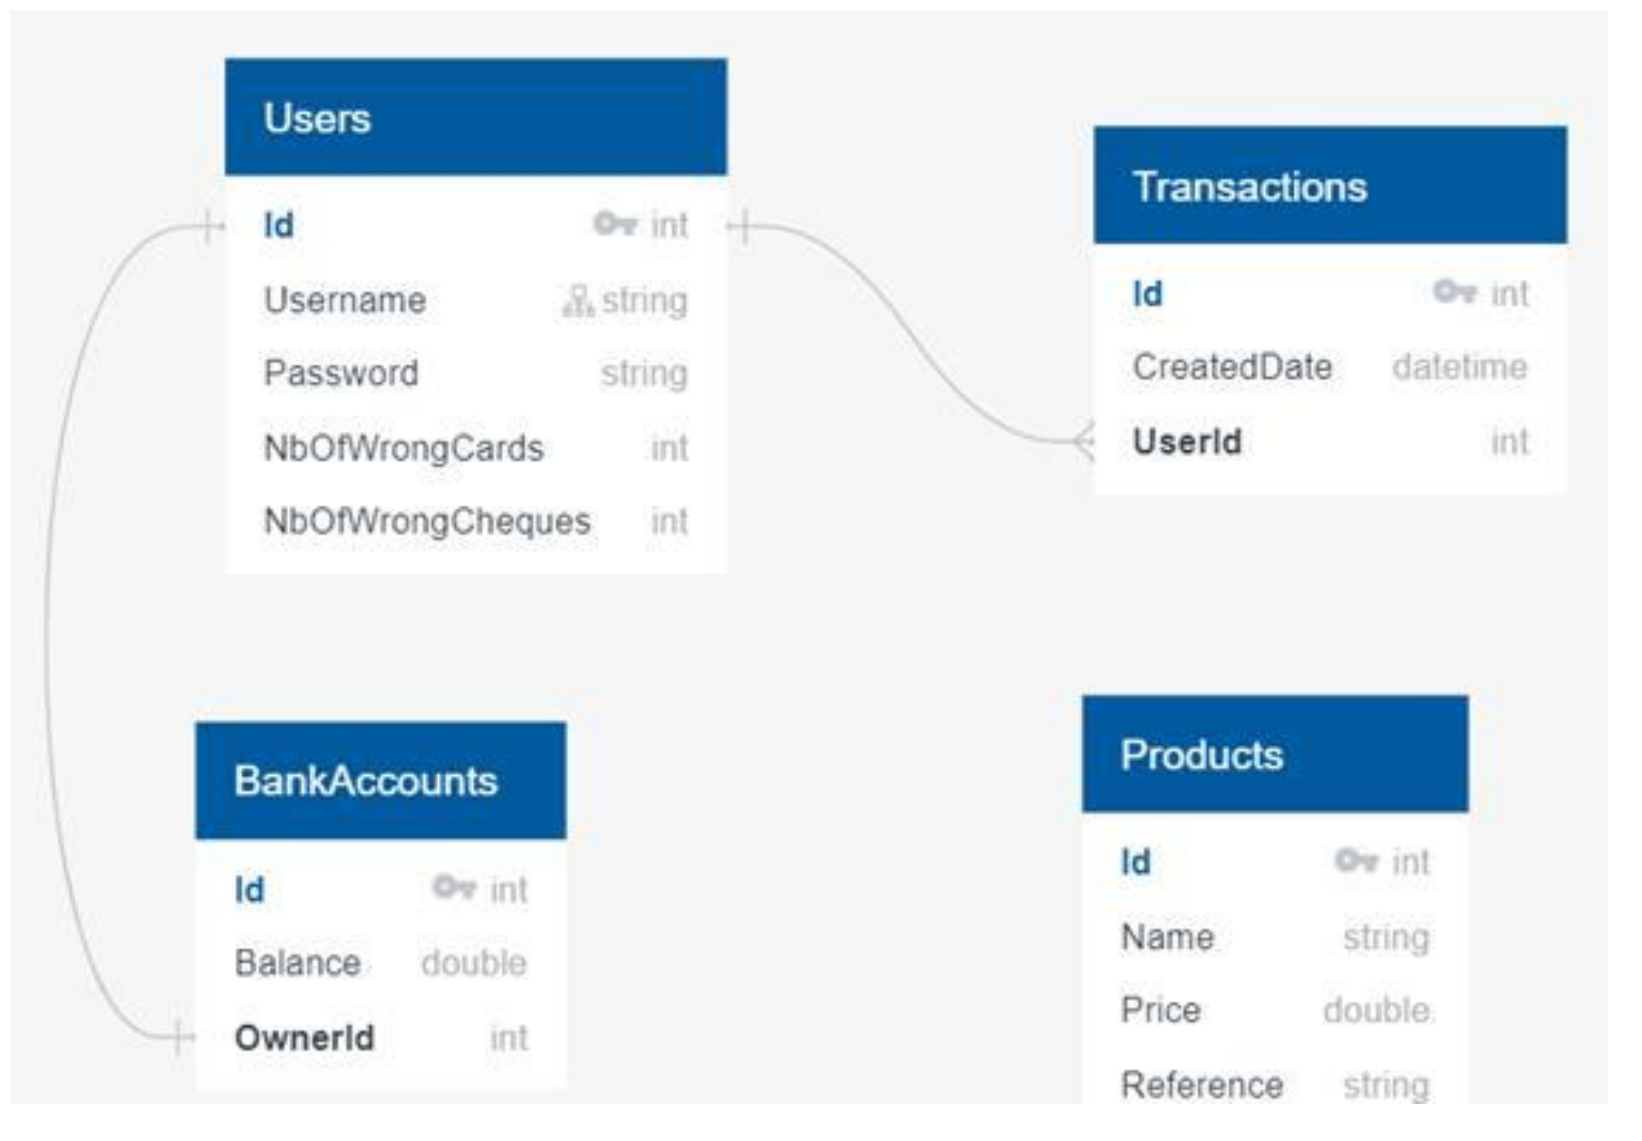 Users
Id int
Username string
Password string
NbOfWrongCards int
NbOfWrongCheques int
Transactions
Id int
CreatedDate datetime
UserId int
BankAccounts
Id int
Balance double
OwnerId int
Products
Id int
Name string
Price double
Reference string